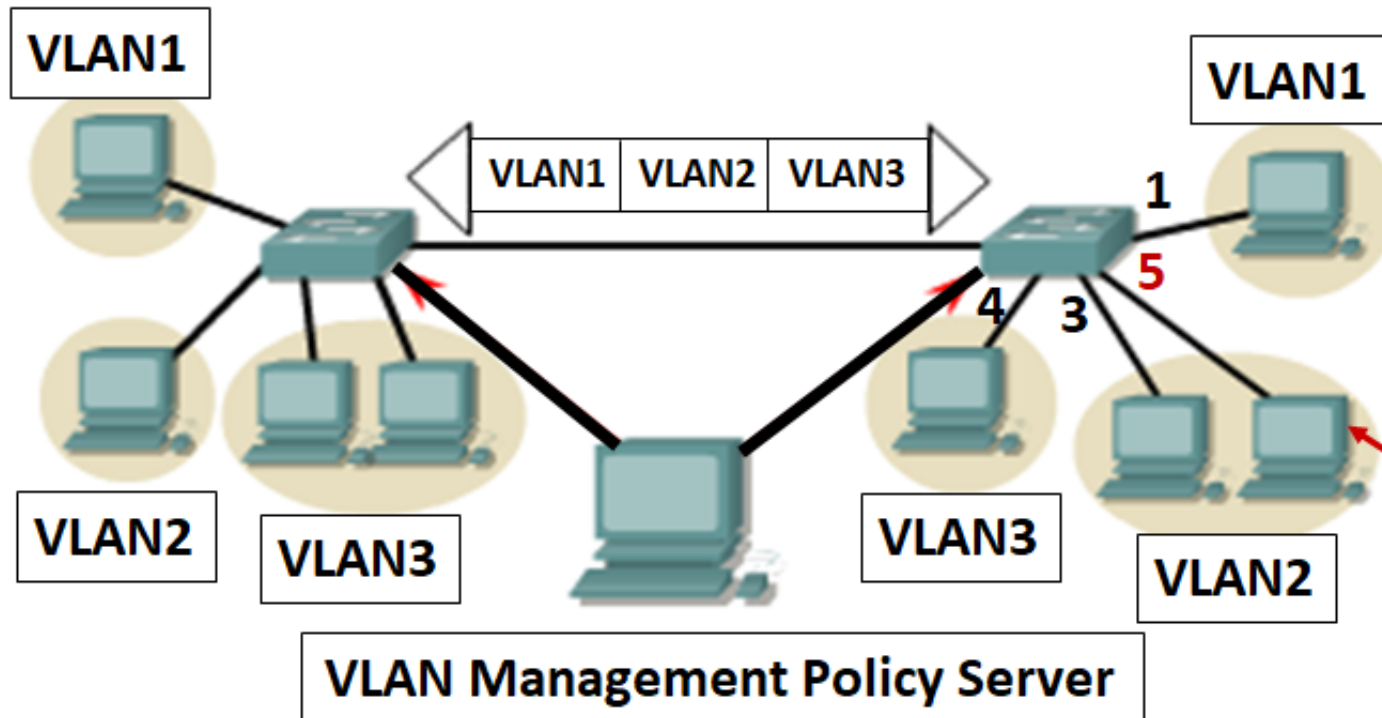 VLAN1
VLAN1
VLAN1 VLAN2 VLAN3
1
5
4
3
VLAN2
VLAN3
VLAN3
VLAN2
VLAN Management Policy Server